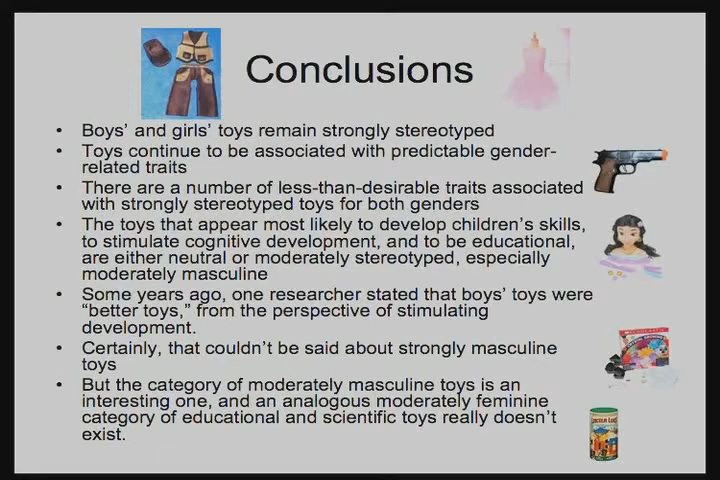 Conclusions
• Boys' and girls' toys remain strongly stereotyped
• Toys continue to be associated with predictable gender-
related traits
• There are a number of less-than-desirable traits associated
with strongly stereotyped toys for both genders
• The toys that appear most likely to develop children's skills,
to stimulate cognitive development, and to be educational,
are either neutral or moderately stereotyped, especially
moderately masculine
• Some years ago, one researcher stated that boys' toys were
"better toys," from the perspective of stimulating
development.
• Certainly, that couldn't be said about strongly masculine
toys
• But the category of moderately masculine toys is an
interesting one, and an analogous moderately feminine
category of educational and scientific toys really doesn't
exist.